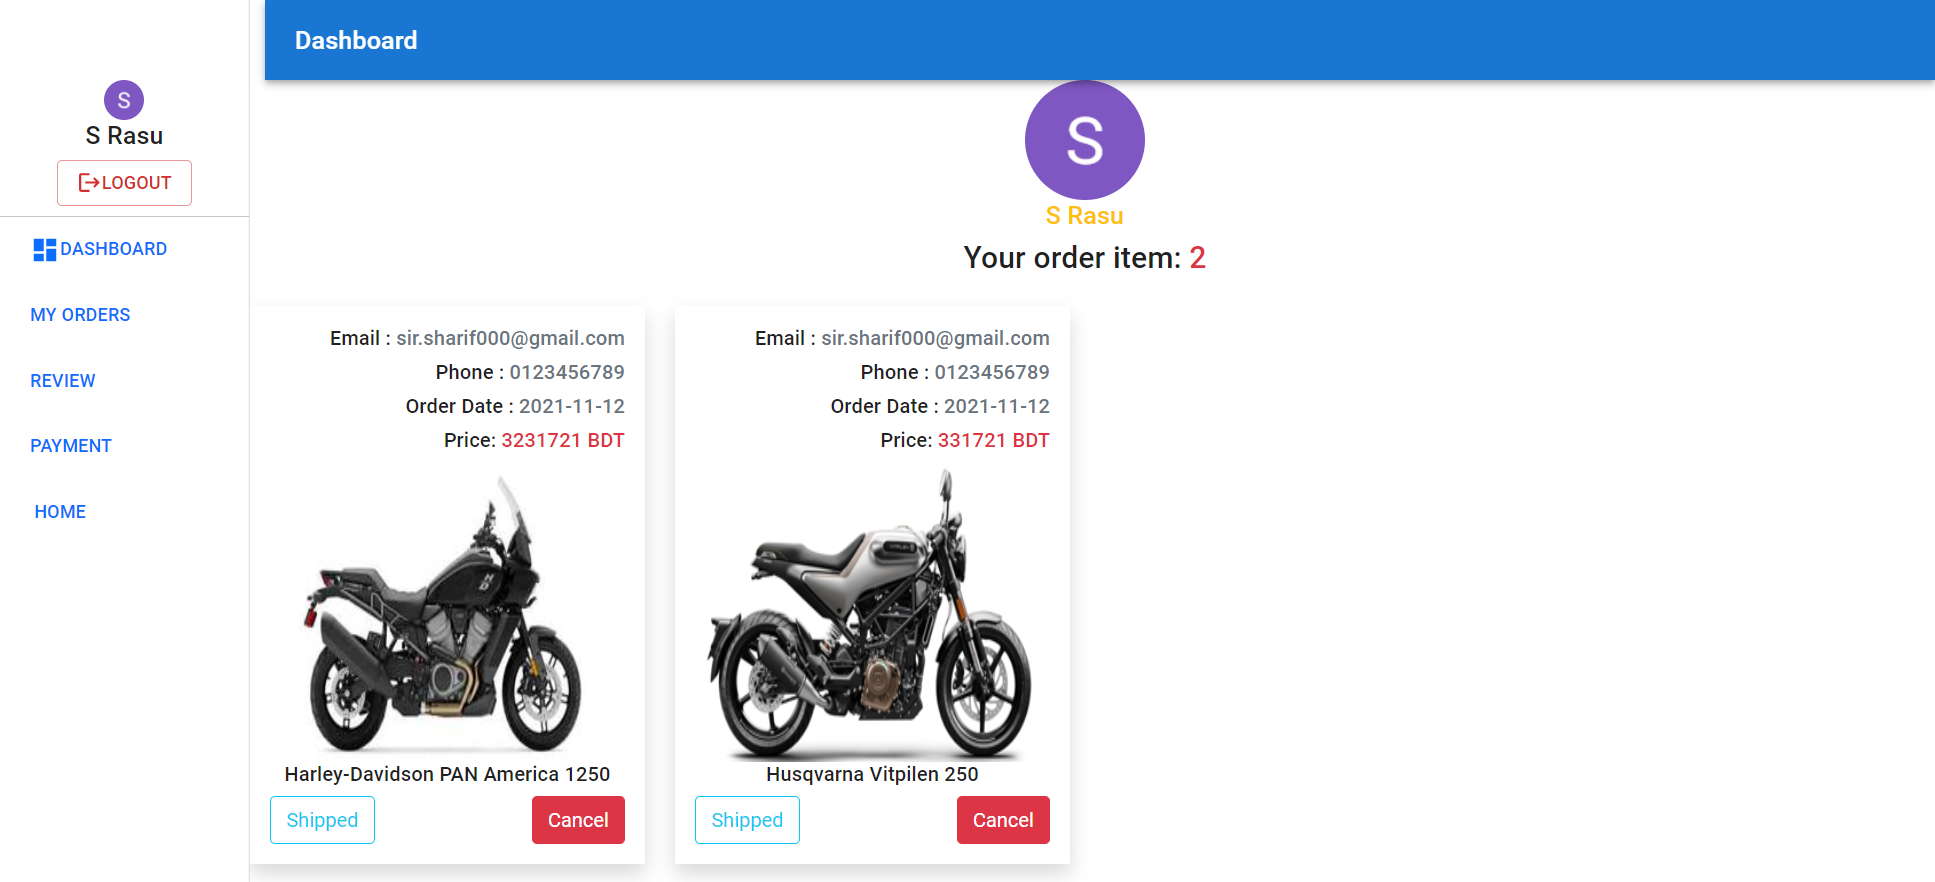 Dashboard
S
S Rasu
LOGOUT
DASHBOARD
MY ORDERS
REVIEW
PAYMENT
HOME
S
S Rasu
Your order item: 2
Email : sir.sharif000@gmail.com
Phone : 0123456789
Order Date : 2021-11-12
Price: 3231721 BDT
Harley-Davidson PAN America 1250
Shipped
Cancel
Email : sir.sharif000@gmail.com
Phone : 0123456789
Order Date : 2021-11-12
Price: 331721 BDT
Husqvarna Vitpilen 250
Shipped
Cancel